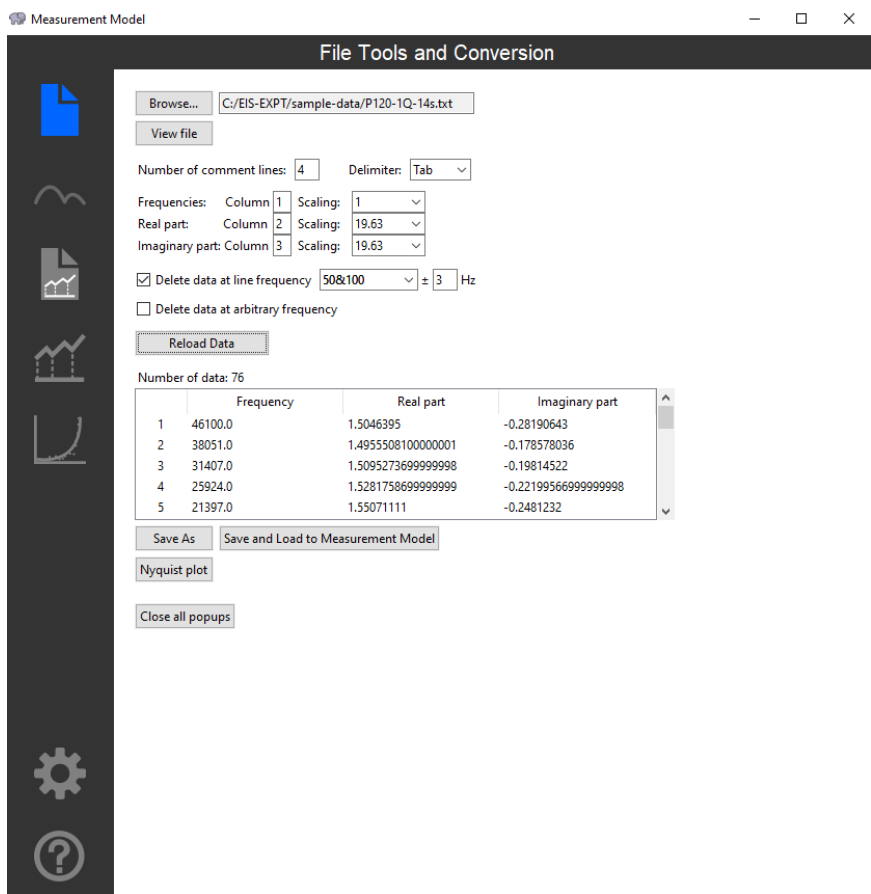 Measurement Model
File Tools and Conversion
Browse... C:/EIS-EXPT/sample-data/P120-1Q-14s.txt
View file
Number of comment lines: 4 Delimiter: Tab
Frequencies: Column 1 Scaling: 1
Real part: Column 2 Scaling: 19.63
Imaginary part: Column 3 Scaling: 19.63
Delete data at line frequency 50&100 ± 3 Hz
Delete data at arbitrary frequency
Reload Data
Number of data: 76
Frequency Real part Imaginary part
1 46100.0 1.5046395 -0.28190643
2 38051.0 1.4955508100000001 -0.178578036
3 31407.0 1.5095273699999998 -0.19814522
4 25924.0 1.5281758699999999 -0.22199566999999998
5 21397.0 1.55071111 -0.2481232
Save As Save and Load to Measurement Model
Nyquist plot
Close all popups
?